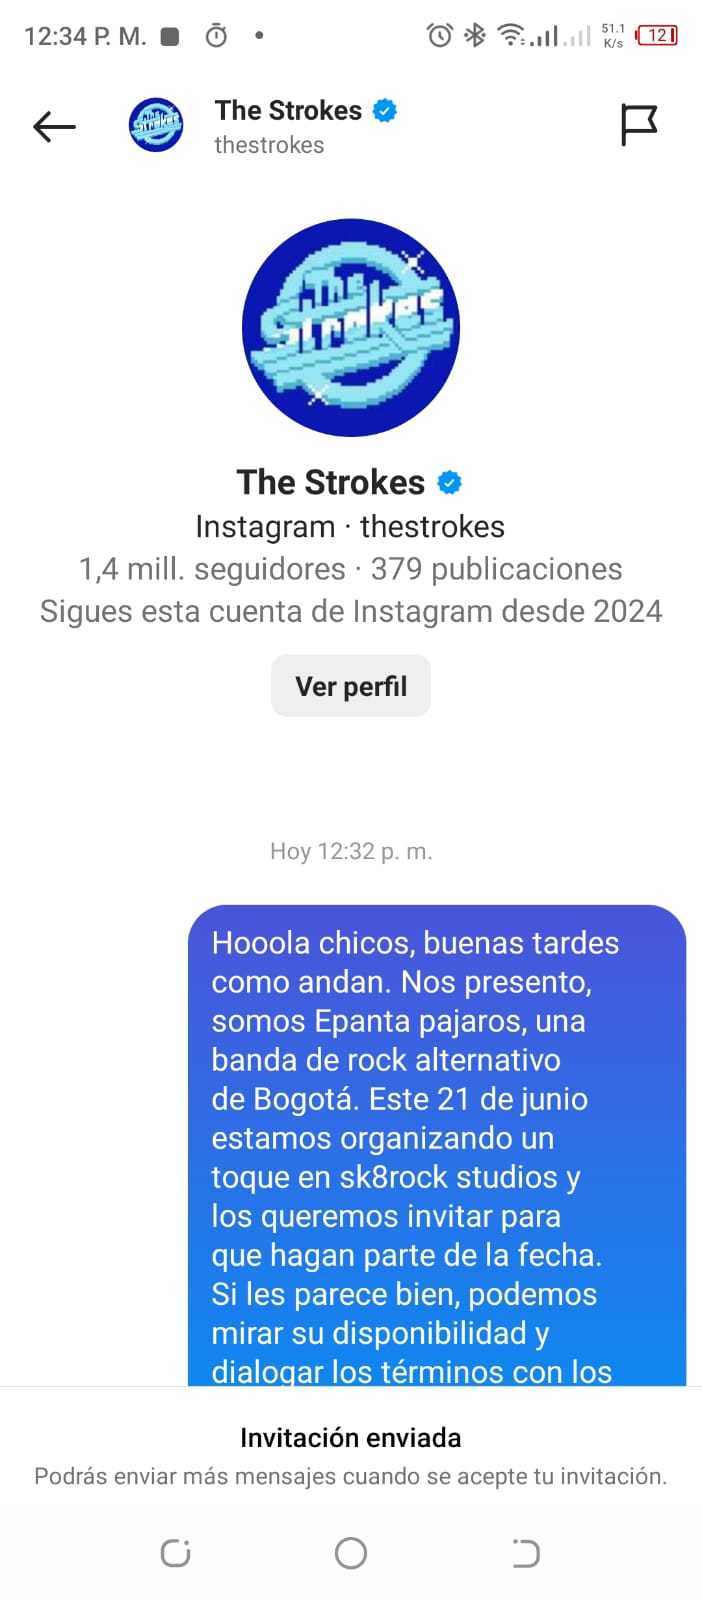 12:34 P. M.
51.1
K/s
12
The Strokes
thestrokes
The
Strokes
The Strokes
Instagram · thestrokes
1,4 mill. seguidores · 379 publicaciones
Sigues esta cuenta de Instagram desde 2024
Ver perfil
Hoy 12:32 p. m.
Hooola chicos, buenas tardes
como andan. Nos presento,
somos Epanta pajaros, una
banda de rock alternativo
de Bogotá. Este 21 de junio
estamos organizando un
toque en sk8rock studios y
los queremos invitar para
que hagan parte de la fecha.
Si les parece bien, podemos
mirar su disponibilidad y
dialogar los términos con los
Invitación enviada
Podrás enviar más mensajes cuando se acepte tu invitación.